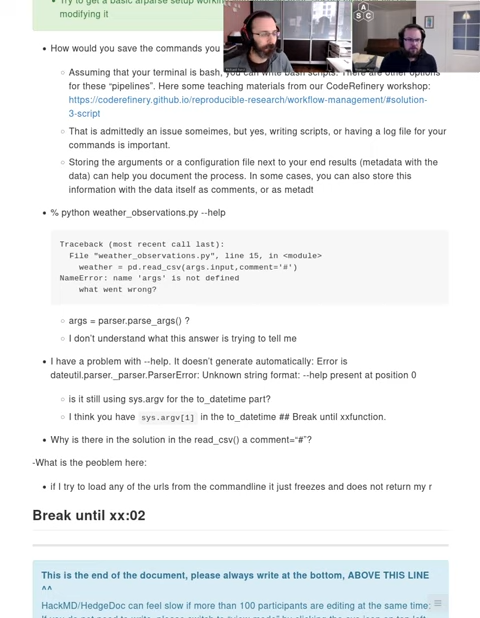 Try to get a basic arparse setup workin
modifying it
• How would you save the commands you
◦ Assuming that your terminal is bash, you can write bash scripts. There are other options
for these “pipelines”. Here some teaching materials from our CodeRefinery workshop:
https://coderefinery.github.io/reproducible-research/workflow-management/#solution-
3-script
◦ That is admittedly an issue someimes, but yes, writing scripts, or having a log file for your
commands is important.
◦ Storing the arguments or a configuration file next to your end results (metadata with the
data) can help you document the process. In some cases, you can also store this
information with the data itself as comments, or as metadt
• % python weather_observations.py --help
Traceback (most recent call last):
File "weather_observations.py", line 15, in <module>
weather = pd.read_csv(args.input,comment='#')
NameError: name 'args' is not defined
what went wrong?
◦ args = parser.parse_args() ?
◦ I don’t understand what this answer is trying to tell me
• I have a problem with --help. It doesn’t generate automatically: Error is
dateutil.parser._parser.ParserError: Unknown string format: --help present at position 0
◦ is it still using sys.argv for the to_datetime part?
◦ I think you have sys.argv[1] in the to_datetime ## Break until xxfunction.
• Why is there in the solution in the read_csv() a comment=“#”?
-What is the peoblem here:
• if I try to load any of the urls from the commandline it just freezes and does not return my r
Break until xx:02
This is the end of the document, please always write at the bottom, ABOVE THIS LINE
^^
HackMD/HedgeDoc can feel slow if more than 100 participants are editing at the same time: